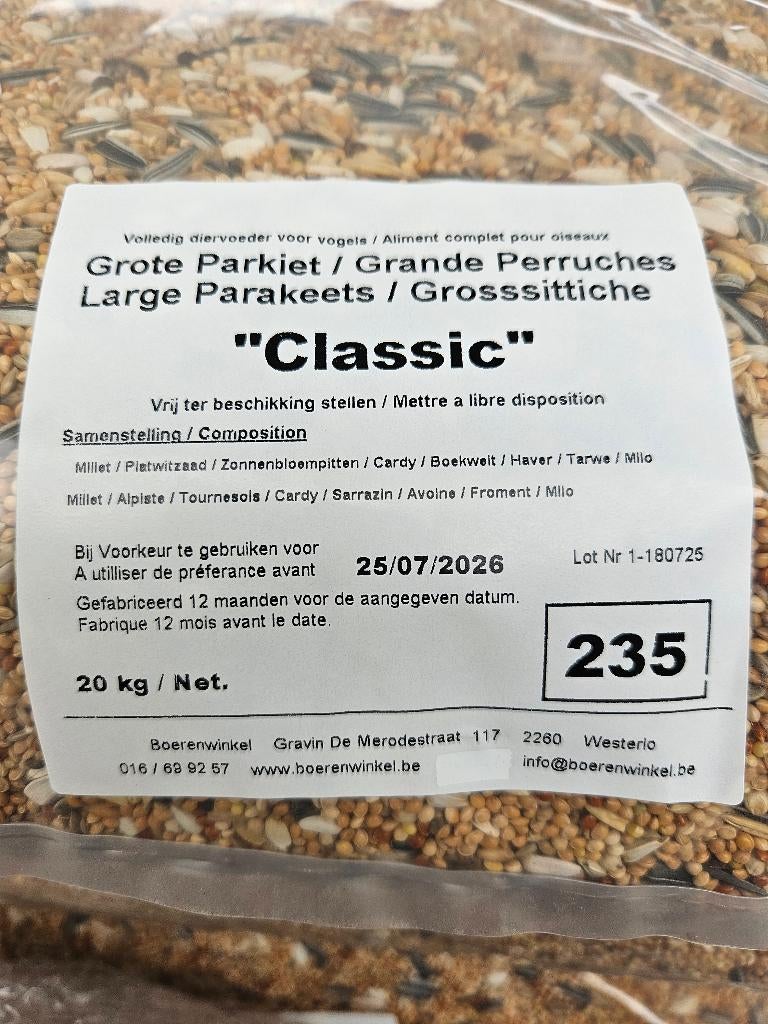 Volledig diervoeder voor vogels / Aliment complet pour oiseaux
Grote Parkiet / Grande Perruches
Large Parakeets / Grosssittiche
"Classic"
Vrij ter beschikking stellen / Mettre a libre disposition
Samenstelling / Composition
Millet / Platwitzaad / Zonnenbloempitten / Cardy / Boekweit / Haver / Tarwe / Milo
Millet / Alpiste / Tournesols / Cardy / Sarrazin / Avoine / Froment / Milo
Bij Voorkeur te gebruiken voor
A utilliser de préferance avant
25/07/2026
Lot Nr 1-180725
Gefabriceerd 12 maanden voor de aangegeven datum.
Fabrique 12 mois avant le date.
235
20 kg / Net.
Boerenwinkel Gravin De Merodestraat 117 2260 Westerlo
016 / 69 92 57 www.boerenwinkel.be info@boerenwinkel.be